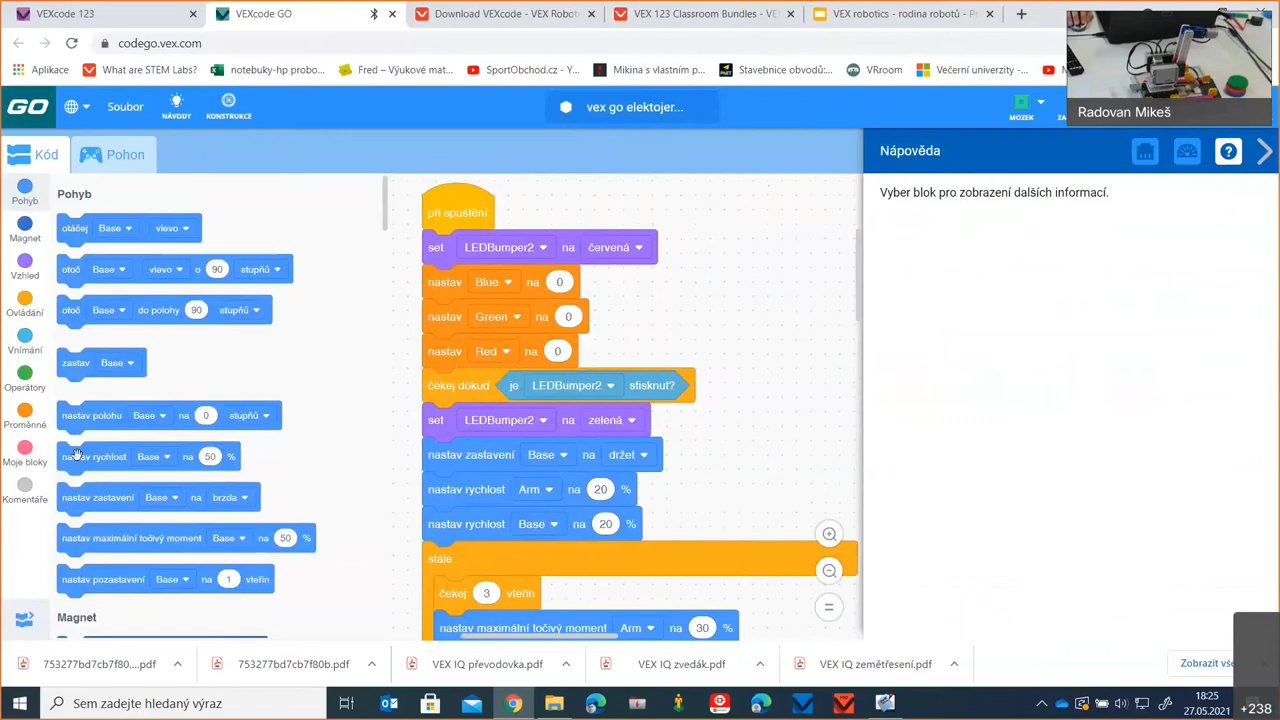 VEXcode 123
VEXcode GO
Download VEXcode - VEX Robot
VEX 123 Classroom Bundles - VE
VEX robotics - rodina robotů - P
codego.vex.com
Aplikace
What are STEM Labs?
notebuky-hp probo...
Fred – Výukové mat...
SportObchod.cz - Y...
Mikina s vlastním p...
Stavebnice obvodů:...
VRroom
Večerní univerzity -...
Radovan Mikeš
GO
Soubor
NÁVODY
KONSTRUKCE
vex go elektojer...
MOZEK
Kód
Pohon
Nápověda
Vyber blok pro zobrazení dalších informací.
Pohyb
Magnet
Vzhled
Ovládání
Vnímání
Operátory
Proměnné
Moje bloky
Komentáře
Pohyb
otáčej Base vlevo
otoč Base vlevo o 90 stupňů
otoč Base do polohy 90 stupňů
zastav Base
nastav polohu Base na 0 stupňů
nastav rychlost Base na 50 %
nastav zastavení Base na brzda
nastav maximální točivý moment Base na 50 %
nastav pozastavení Base na 1 vteřin
Magnet
při spuštění
set LEDBumper2 na červená
nastav Blue na 0
nastav Green na 0
nastav Red na 0
čekej dokud je LEDBumper2 stisknut?
set LEDBumper2 na zelená
nastav zastavení Base na držet
nastav rychlost Arm na 20 %
nastav rychlost Base na 20 %
stále
čekej 3 vteřin
nastav maximální točivý moment Arm na 30 %
753277bd7cb7f80....pdf
753277bd7cb7f80b.pdf
VEX IQ převodovka.pdf
VEX IQ zvedák.pdf
VEX IQ zemětřesení.pdf
Zobrazit vše
Sem zadejte hledaný výraz
18:25
27.05.2021
+238